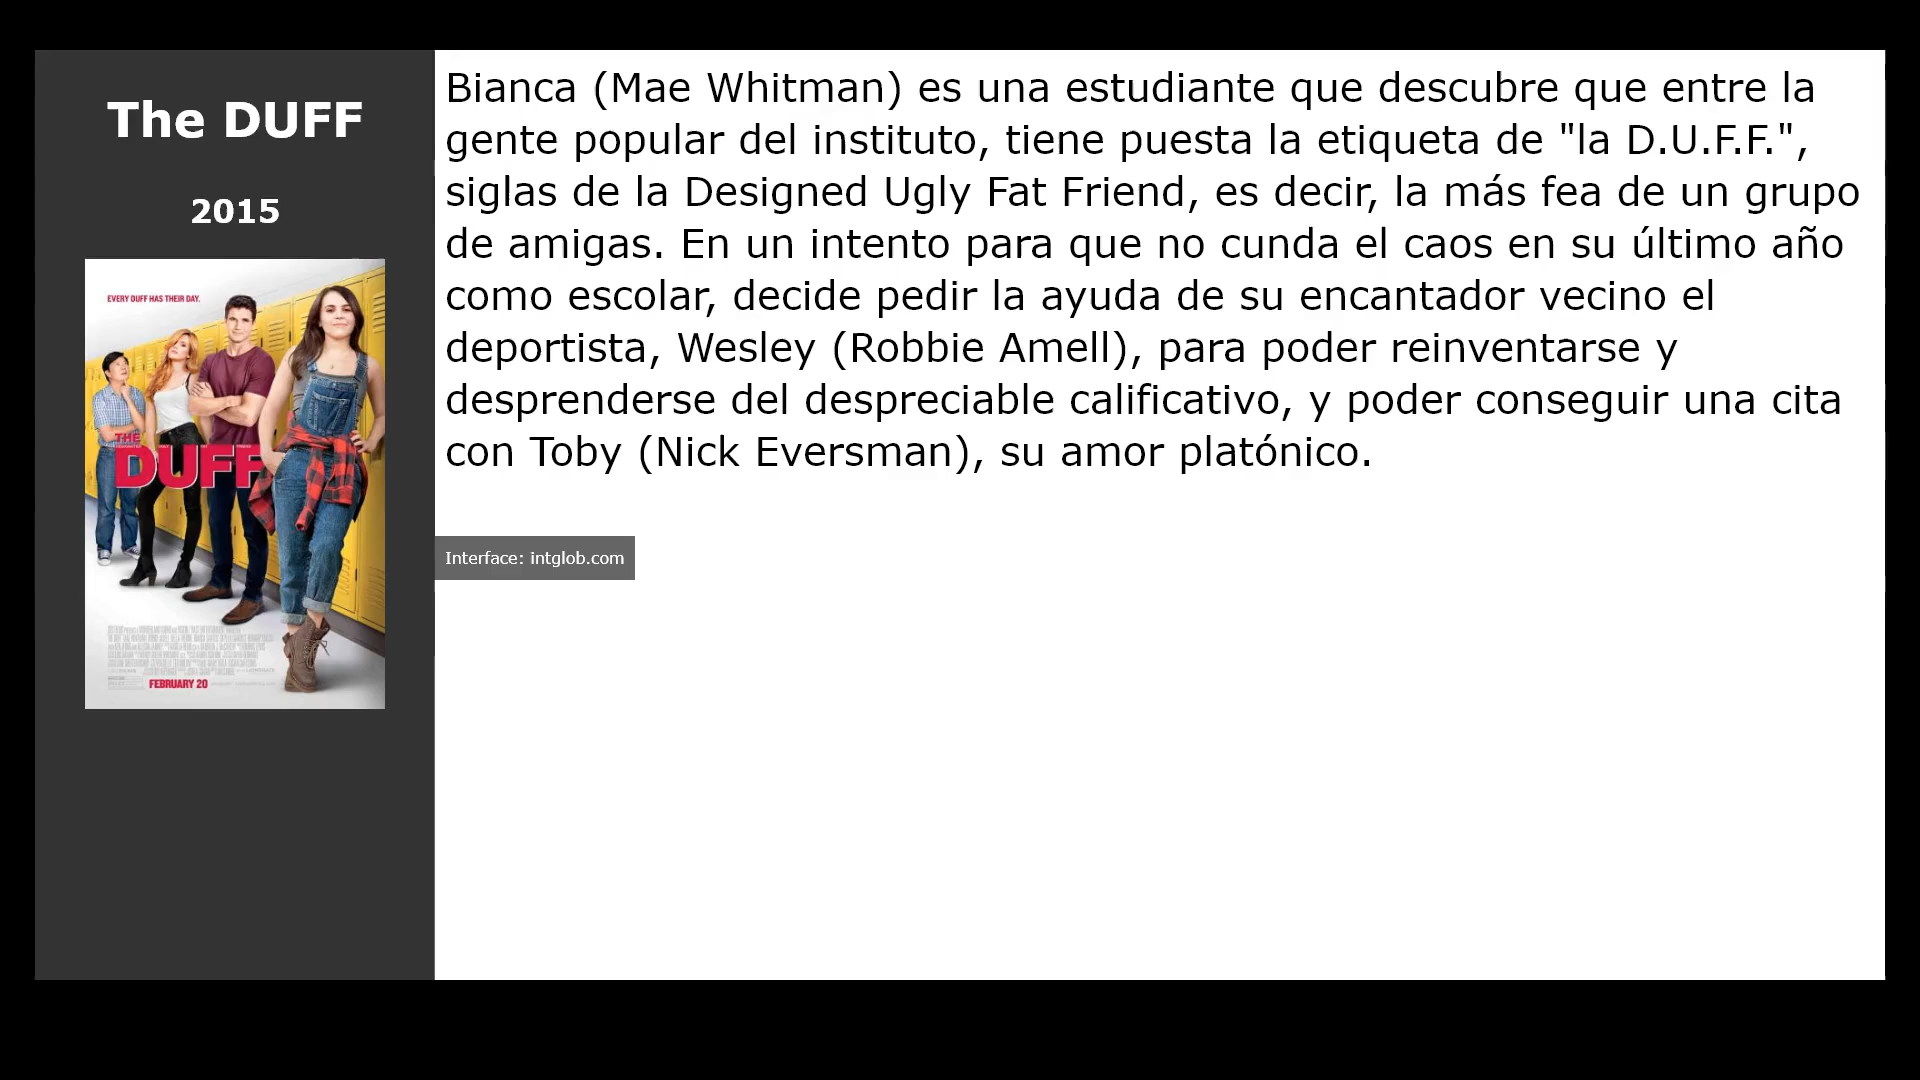 The DUFF
2015
EVERY DUFF HAS THEIR DAY.
THE
DUFF
FEBRUARY 20
Bianca (Mae Whitman) es una estudiante que descubre que entre la
gente popular del instituto, tiene puesta la etiqueta de "la D.U.F.F.",
siglas de la Designed Ugly Fat Friend, es decir, la más fea de un grupo
de amigas. En un intento para que no cunda el caos en su último año
como escolar, decide pedir la ayuda de su encantador vecino el
deportista, Wesley (Robbie Amell), para poder reinventarse y
desprenderse del despreciable calificativo, y poder conseguir una cita
con Toby (Nick Eversman), su amor platónico.
Interface: intglob.com